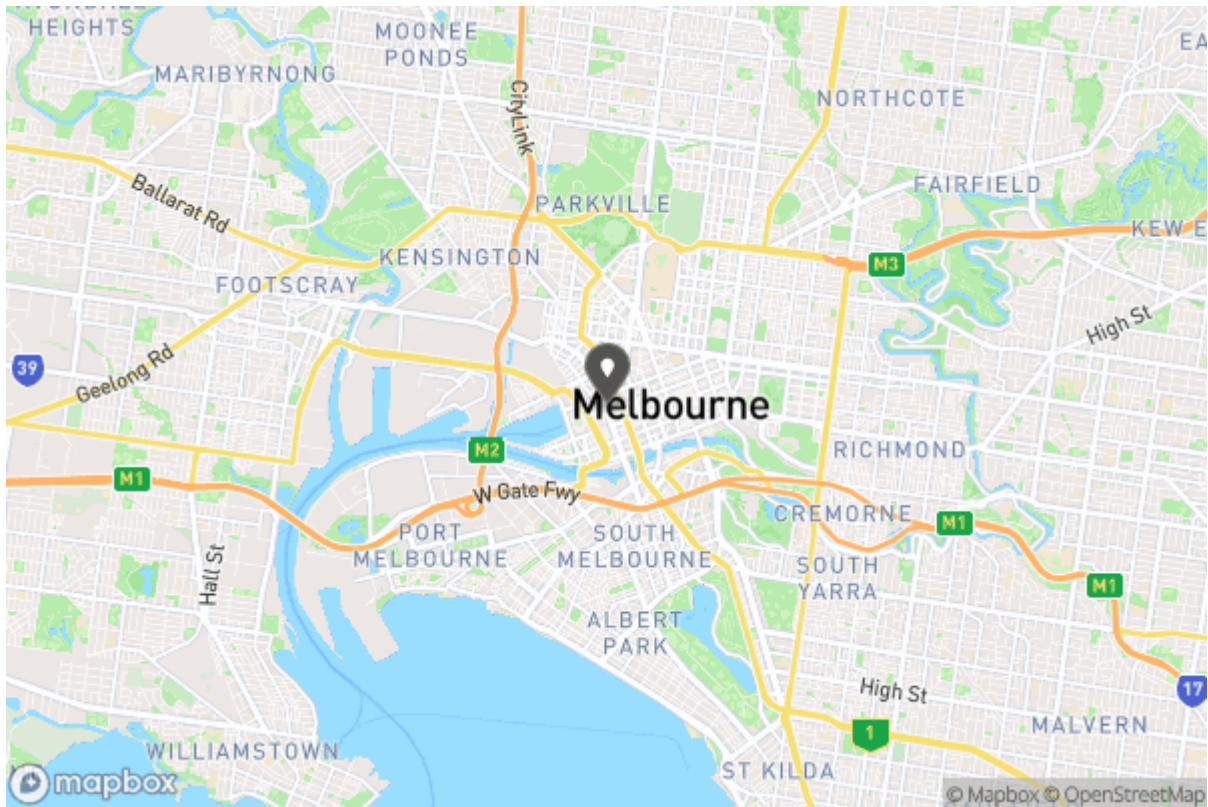 HEIGHTS
MOONEE
PONDS
MARIBYRNONG
CityLink
NORTHCOTE
Ballarat Rd
PARKVILLE
FAIRFIELD
KEW E
KENSINGTON
M3
FOOTSCRAY
High St
39
Geelong Rd
Melbourne
M2
RICHMOND
M1
W Gate Fwy
CREMORNE
M1
PORT
MELBOURNE
SOUTH
MELBOURNE
Hall St
SOUTH
YARRA
M1
ALBERT
PARK
High St
17
1
MALVERN
WILLIAMSTOWN
ST KILDA
mapbox
© Mapbox © OpenStreetMap